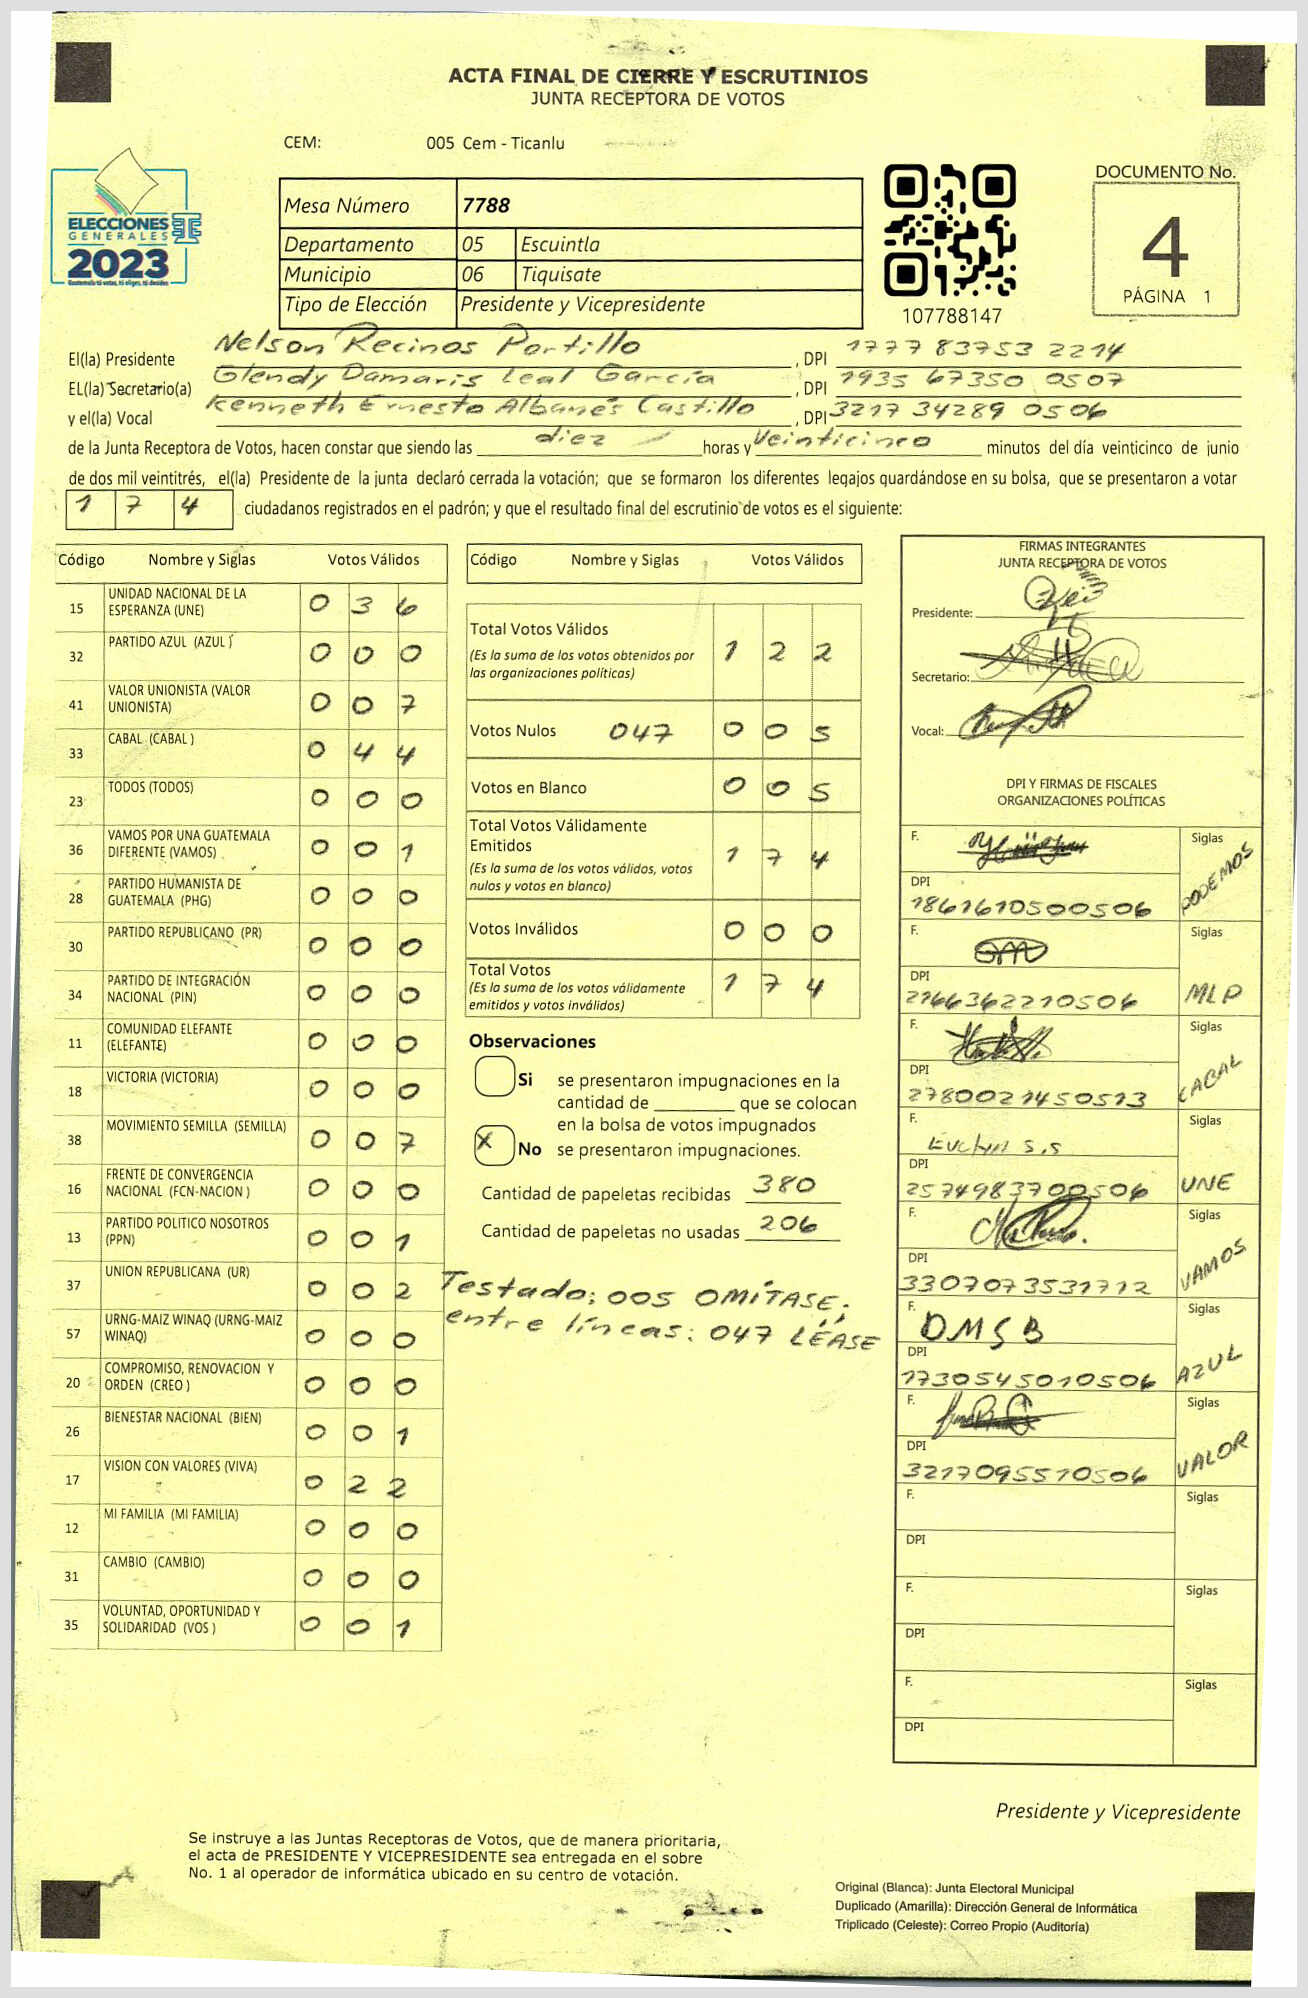 ACTA FINAL DE CIERRE Y ESCRUTINIOS
JUNTA RECEPTORA DE VOTOS
CEM: 005 Cem - Ticanlu
ELECCIONES
GENERALES
2023
Guatemala tú votas, tú eliges, tú decides
Mesa Número 7788
Departamento 05 Escuintla
Municipio 06 Tiquisate
Tipo de Elección Presidente y Vicepresidente
107788147
DOCUMENTO No.
4
PÁGINA 1
El(la) Presidente Nelson Recinos Portillo, DPI 1777 83753 2214
EL(la) Secretario(a) Glendy Damaris Leal García, DPI 1935 67350 0507
y el(la) Vocal Kenneth Ernesto Albanés Castillo, DPI 3217 34289 0506
de la Junta Receptora de Votos, hacen constar que siendo las diez horas y Veinticinco minutos del día veinticinco de junio
de dos mil veintitrés, el(la) Presidente de la junta declaró cerrada la votación; que se formaron los diferentes legajos guardándose en su bolsa, que se presentaron a votar
1 7 4 ciudadanos registrados en el padrón; y que el resultado final del escrutinio de votos es el siguiente:
Código Nombre y Siglas Votos Válidos
15 UNIDAD NACIONAL DE LA ESPERANZA (UNE) 0 3 6
32 PARTIDO AZUL (AZUL ) 0 0 0
41 VALOR UNIONISTA (VALOR UNIONISTA) 0 0 7
33 CABAL (CABAL ) 0 4 4
23 TODOS (TODOS) 0 0 0
36 VAMOS POR UNA GUATEMALA DIFERENTE (VAMOS) 0 0 1
28 PARTIDO HUMANISTA DE GUATEMALA (PHG) 0 0 0
30 PARTIDO REPUBLICANO (PR) 0 0 0
34 PARTIDO DE INTEGRACIÓN NACIONAL (PIN) 0 0 0
11 COMUNIDAD ELEFANTE (ELEFANTE) 0 0 0
18 VICTORIA (VICTORIA) 0 0 0
38 MOVIMIENTO SEMILLA (SEMILLA) 0 0 7
16 FRENTE DE CONVERGENCIA NACIONAL (FCN-NACION ) 0 0 0
13 PARTIDO POLITICO NOSOTROS (PPN) 0 0 1
37 UNION REPUBLICANA (UR) 0 0 2
57 URNG-MAIZ WINAQ (URNG-MAIZ WINAQ) 0 0 0
20 COMPROMISO, RENOVACION Y ORDEN (CREO ) 0 0 0
26 BIENESTAR NACIONAL (BIEN) 0 0 1
17 VISION CON VALORES (VIVA) 0 2 2
12 MI FAMILIA (MI FAMILIA) 0 0 0
31 CAMBIO (CAMBIO) 0 0 0
35 VOLUNTAD, OPORTUNIDAD Y SOLIDARIDAD (VOS ) 0 0 1
Código Nombre y Siglas Votos Válidos
Total Votos Válidos 1 2 2
(Es la suma de los votos obtenidos por
las organizaciones políticas)
Votos Nulos 047 0 0 5
Votos en Blanco 0 0 5
Total Votos Válidamente
Emitidos 1 7 4
(Es la suma de los votos válidos, votos
nulos y votos en blanco)
Votos Inválidos 0 0 0
Total Votos 1 7 4
(Es la suma de los votos válidamente
emitidos y votos inválidos)
Observaciones
Si se presentaron impugnaciones en la
cantidad de ________ que se colocan
en la bolsa de votos impugnados
X No se presentaron impugnaciones.
Cantidad de papeletas recibidas 380
Cantidad de papeletas no usadas 206
Testado: 005 OMÍTASE;
entre líneas: 047 LÉASE
FIRMAS INTEGRANTES
JUNTA RECEPTORA DE VOTOS
Presidente:
Secretario:
Vocal:
DPI Y FIRMAS DE FISCALES
ORGANIZACIONES POLÍTICAS
F. Siglas PODEMOS
DPI 1861610500506
F. Siglas MLP
DPI 2166362210506
F. Siglas CABAL
DPI 2780021450513
F. Evelyn S.S Siglas UNE
DPI 2574983700506
F. Siglas VAMOS
DPI 3307073531712
F. DMSB Siglas AZUL
DPI 1730545010506
F. Siglas VALOR
DPI 3217095510506
F. Siglas
DPI
F. Siglas
DPI
F. Siglas
DPI
Presidente y Vicepresidente
Se instruye a las Juntas Receptoras de Votos, que de manera prioritaria,
el acta de PRESIDENTE Y VICEPRESIDENTE sea entregada en el sobre
No. 1 al operador de informática ubicado en su centro de votación.
Original (Blanca): Junta Electoral Municipal
Duplicado (Amarilla): Dirección General de Informática
Triplicado (Celeste): Correo Propio (Auditoría)